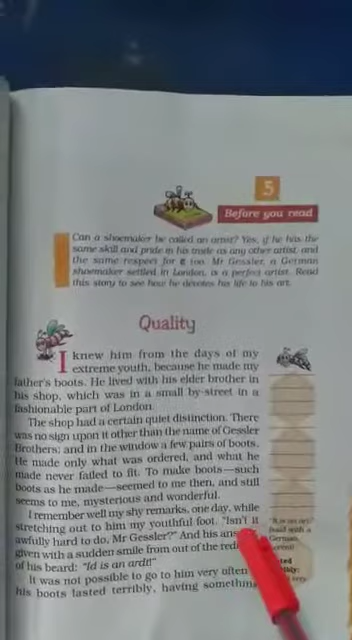 5
Before you read
Can a shoemaker be called an artist? Yes, if he has the
same skill and pride in his trade as any other artist, and
the same respect for it too. Mr Gessler, a German
shoemaker settled in London, is a perfect artist. Read
this story to see how he devotes his life to his art.
Quality
I knew him from the days of my
extreme youth, because he made my
father's boots. He lived with his elder brother in
his shop, which was in a small by-street in a
fashionable part of London.
The shop had a certain quiet distinction. There
was no sign upon it other than the name of Gessler
Brothers; and in the window a few pairs of boots.
He made only what was ordered, and what he
made never failed to fit. To make boots—such
boots as he made—seemed to me then, and still
seems to me, mysterious and wonderful.
I remember well my shy remarks, one day, while
stretching out to him my youthful foot. "Isn't it
awfully hard to do, Mr Gessler?" And his
given with a sudden smile from out of the
of his beard: "Id is an ardt!"
It was not possible to go to him very often
his boots lasted terribly, having something
"It is an art"
(said with a
German